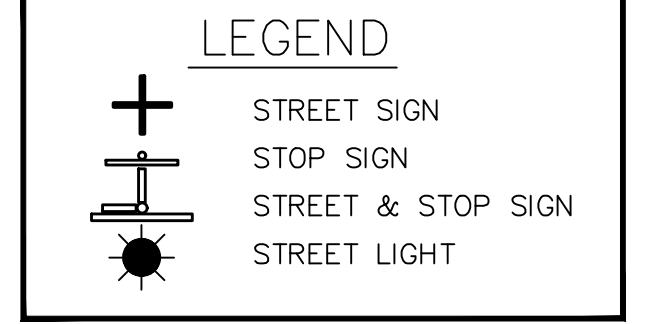 LEGEND
STREET SIGN
STOP SIGN
STREET & STOP SIGN
STREET LIGHT